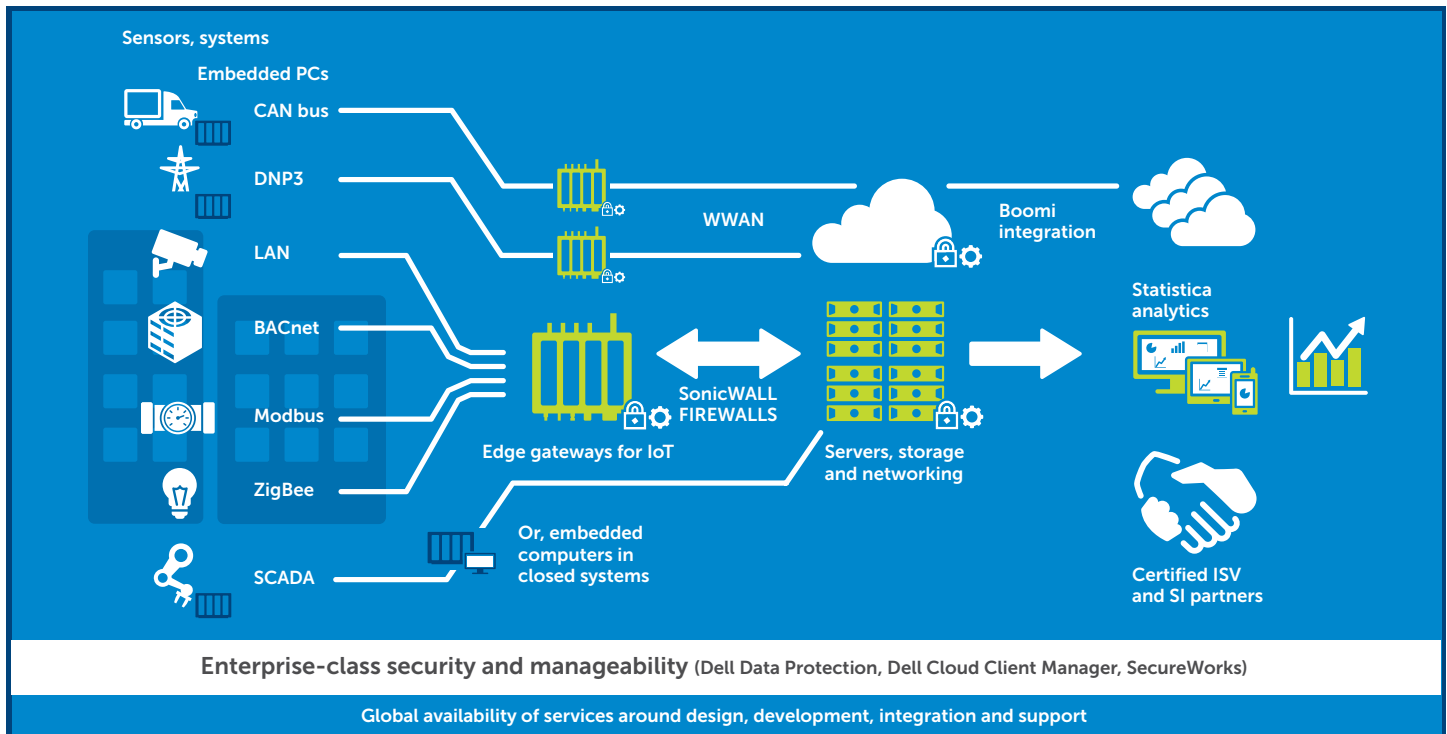 Sensors, systems
Embedded PCs
CAN bus
DNP3
LAN
BACnet
Modbus
ZigBee
SCADA
WWAN
Boomi
integration
SonicWALL
FIREWALLS
Edge gateways for IoT
Servers, storage
and networking
Or, embedded
computers in
closed systems
Statistica
analytics
Certified ISV
and SI partners
Enterprise-class security and manageability (Dell Data Protection, Dell Cloud Client Manager, SecureWorks)
Global availability of services around design, development, integration and support